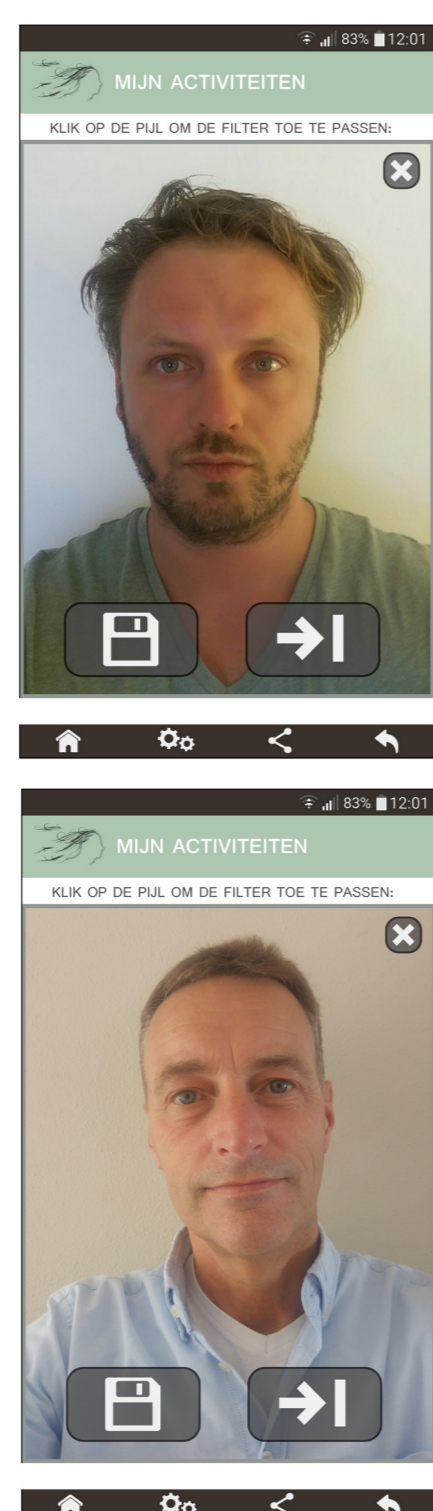 83% 12:01
MIJN ACTIVITEITEN
KLIK OP DE PIJL OM DE FILTER TOE TE PASSEN:
83% 12:01
MIJN ACTIVITEITEN
KLIK OP DE PIJL OM DE FILTER TOE TE PASSEN: